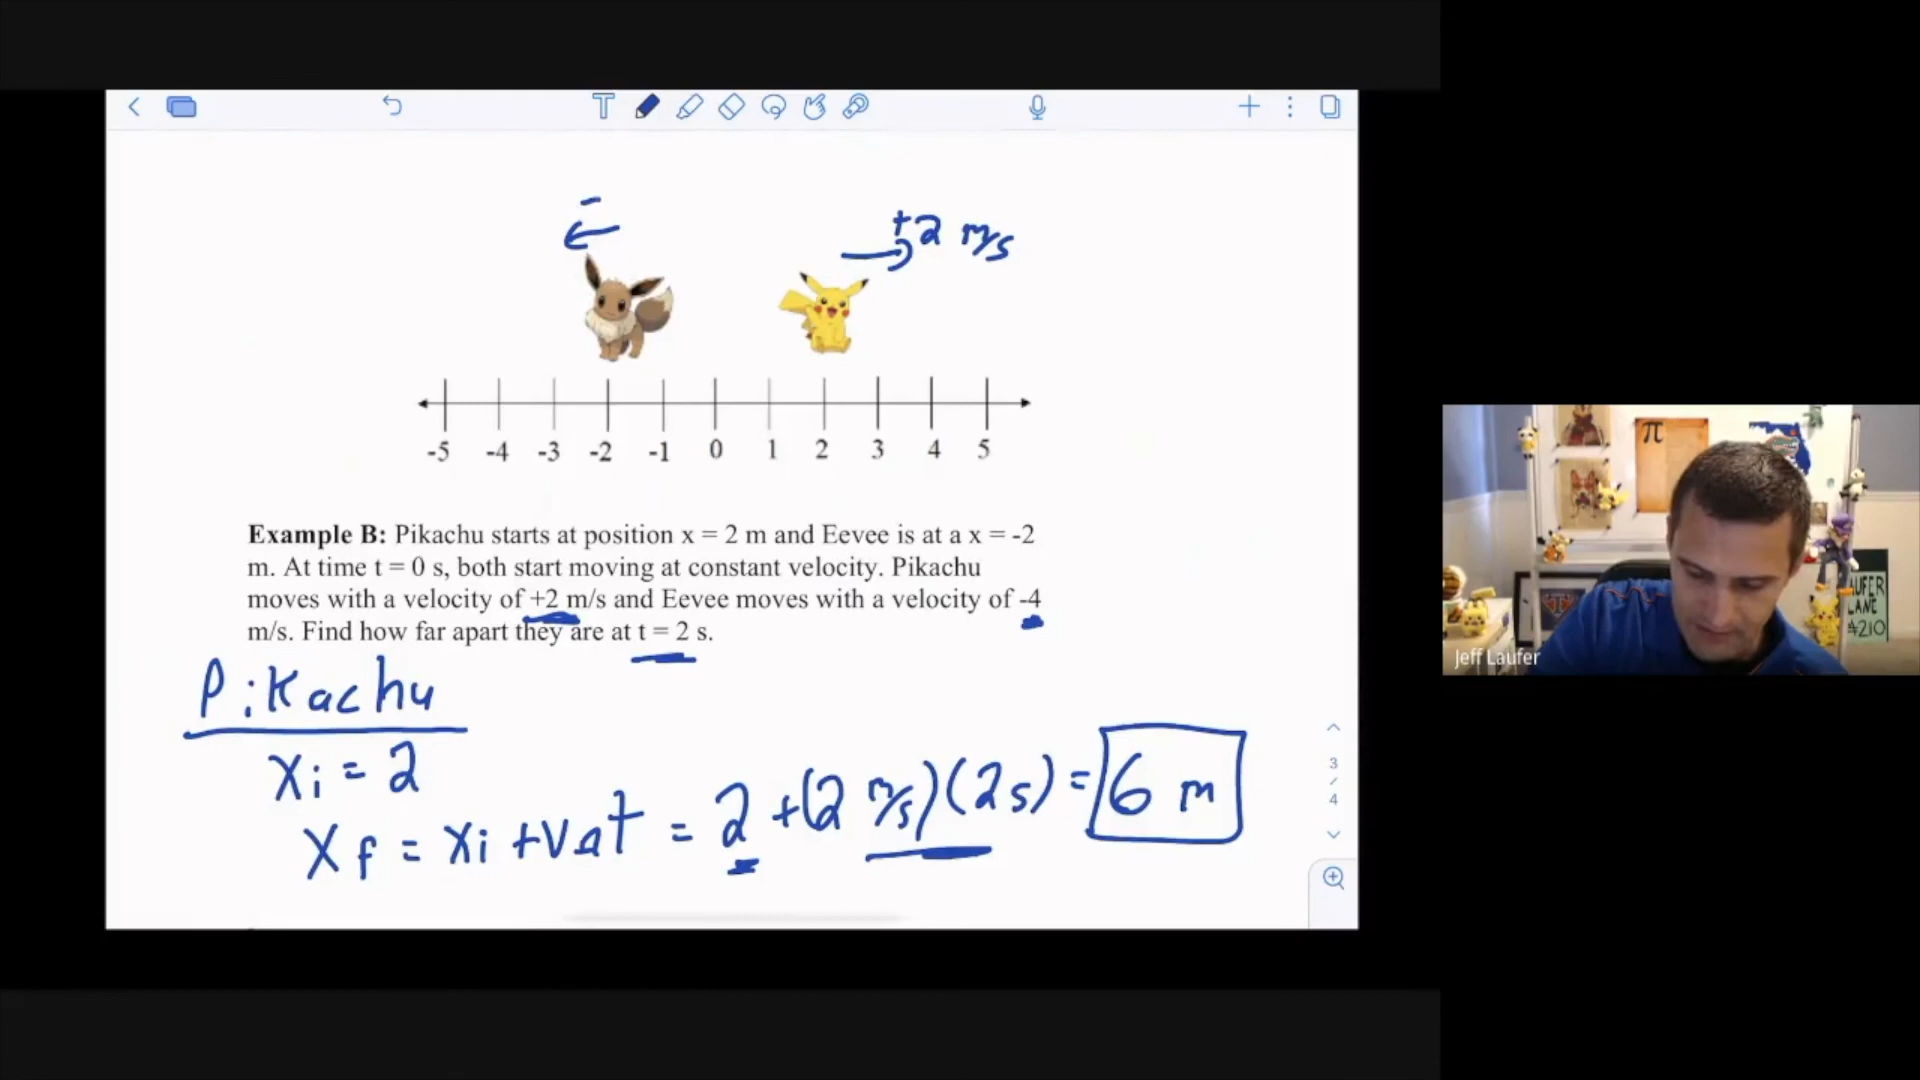 -
+2 m/s
-5 -4 -3 -2 -1 0 1 2 3 4 5
Example B: Pikachu starts at position x = 2 m and Eevee is at a x = -2
m. At time t = 0 s, both start moving at constant velocity. Pikachu
moves with a velocity of +2 m/s and Eevee moves with a velocity of -4
m/s. Find how far apart they are at t = 2 s.
Pikachu
xi = 2
xf = xi + v∆t = 2 + (2 m/s)(2s) = 6 m
3
/
4
π
UFER
LANE
4210
Jeff Laufer